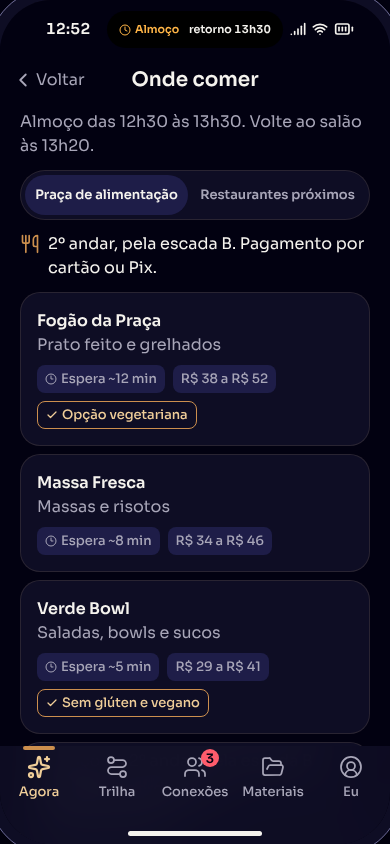 12:52
Almoço retorno 13h30
Voltar
Onde comer
Almoço das 12h30 às 13h30. Volte ao salão
às 13h20.
Praça de alimentação
Restaurantes próximos
2º andar, pela escada B. Pagamento por
cartão ou Pix.
Fogão da Praça
Prato feito e grelhados
Espera ~12 min
R$ 38 a R$ 52
Opção vegetariana
Massa Fresca
Massas e risotos
Espera ~8 min
R$ 34 a R$ 46
Verde Bowl
Saladas, bowls e sucos
Espera ~5 min
R$ 29 a R$ 41
Sem glúten e vegano
3
Agora
Trilha
Conexões
Materiais
Eu